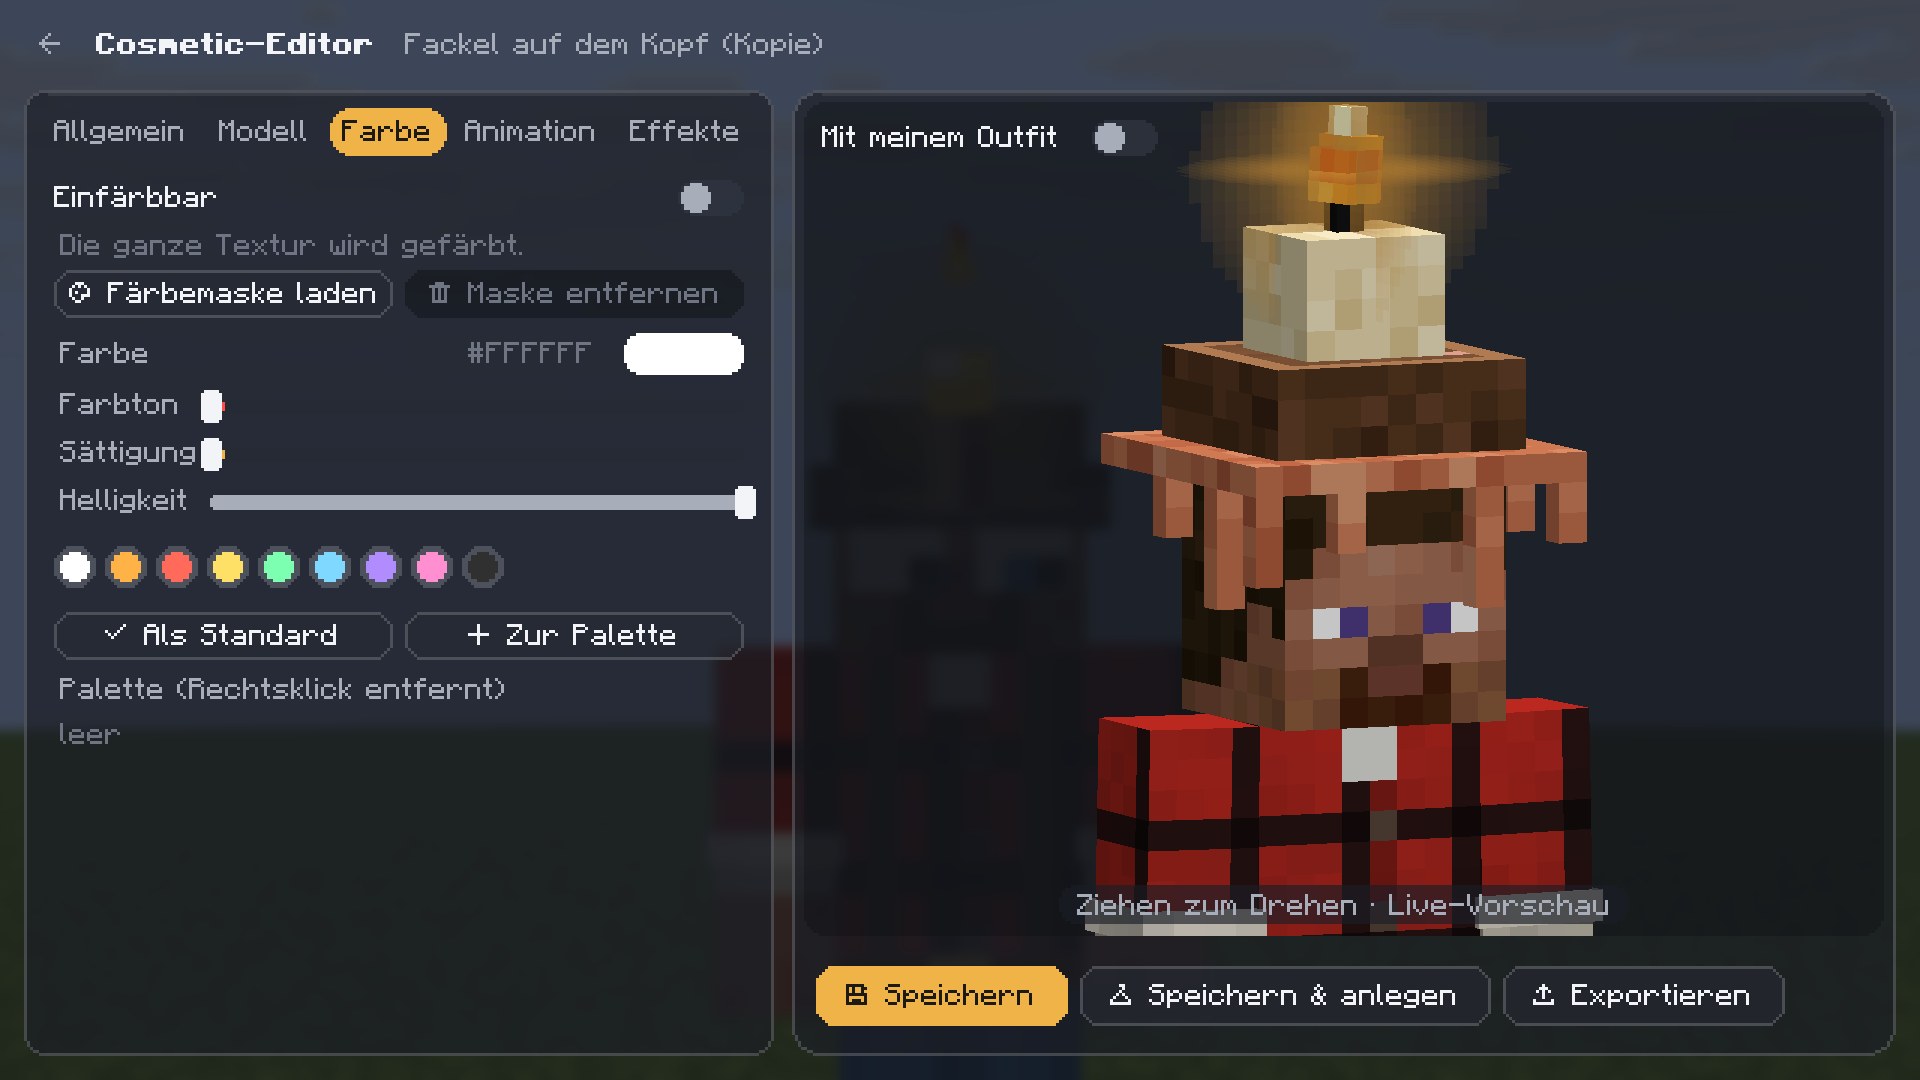 Cosmetic-Editor Fackel auf dem Kopf (Kopie)
Allgemein Modell Farbe Animation Effekte
Einfärbbar
Die ganze Textur wird gefärbt.
Färbemaske laden Maske entfernen
Farbe #FFFFFF
Farbton
Sättigung
Helligkeit
Als Standard Zur Palette
Palette (Rechtsklick entfernt)
leer
Mit meinem Outfit
Ziehen zum Drehen · Live-Vorschau
Speichern Speichern & anlegen Exportieren